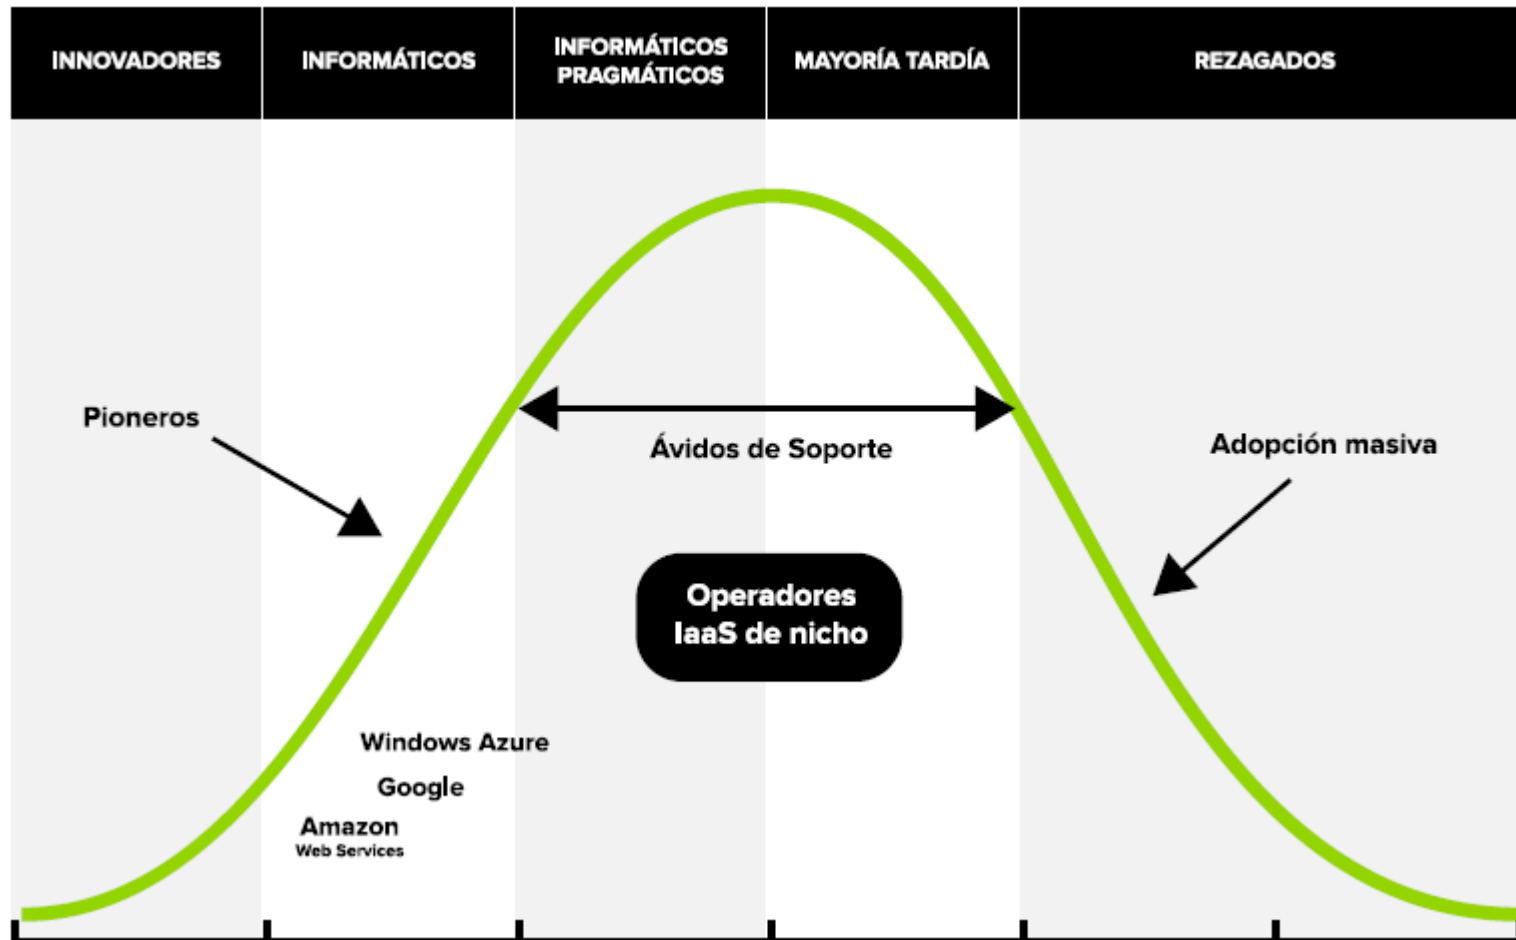 INNOVADORES
INFORMÁTICOS
INFORMÁTICOS
PRAGMÁTICOS
MAYORÍA TARDÍA
REZAGADOS
Pioneros
Ávidos de Soporte
Adopción masiva
Operadores
IaaS de nicho
Windows Azure
Google
Amazon
Web Services